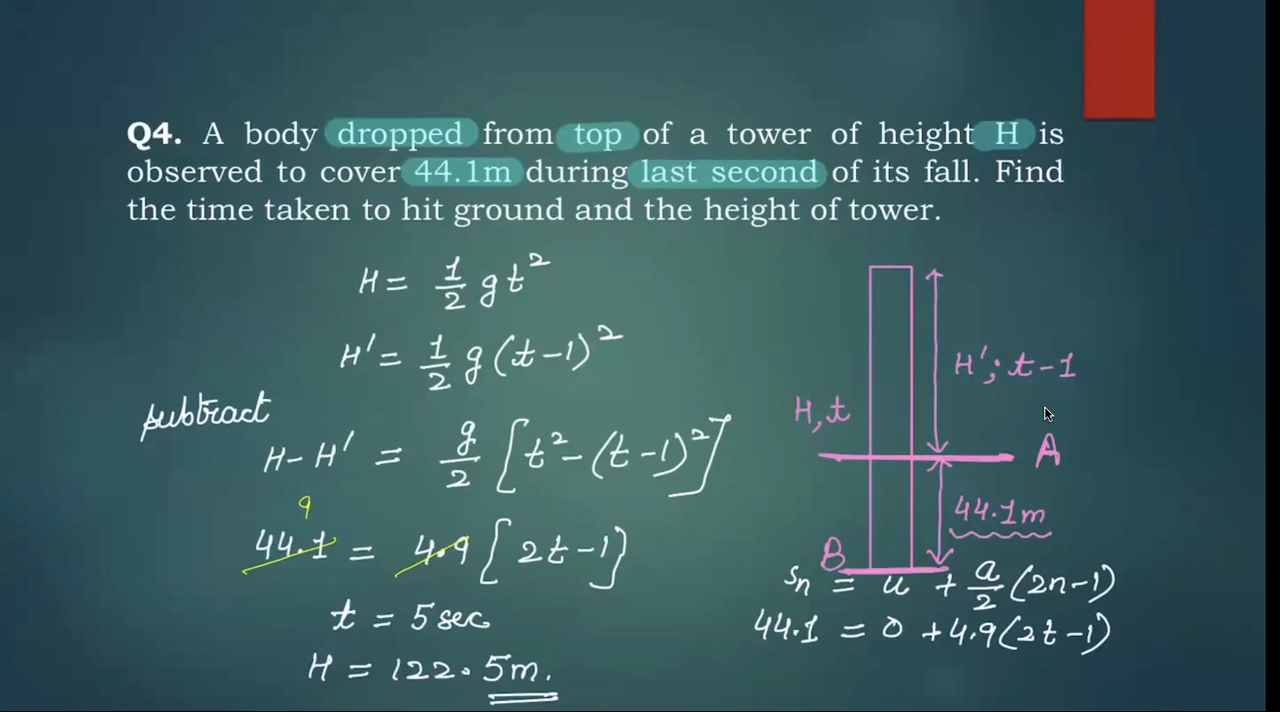 Q4. A body dropped from top of a tower of height H is
observed to cover 44.1m during last second of its fall. Find
the time taken to hit ground and the height of tower.
H = 1/2 gt²
H' = 1/2 g(t-1)²
subtract
H-H' = g/2 [t²-(t-1)²]
9
44.1 = 4.9 [2t-1]
t = 5 sec
H = 122.5m.
H, t
H'; t-1
A
44.1m
B
Sn = u + a/2 (2n-1)
44.1 = 0 + 4.9(2t-1)